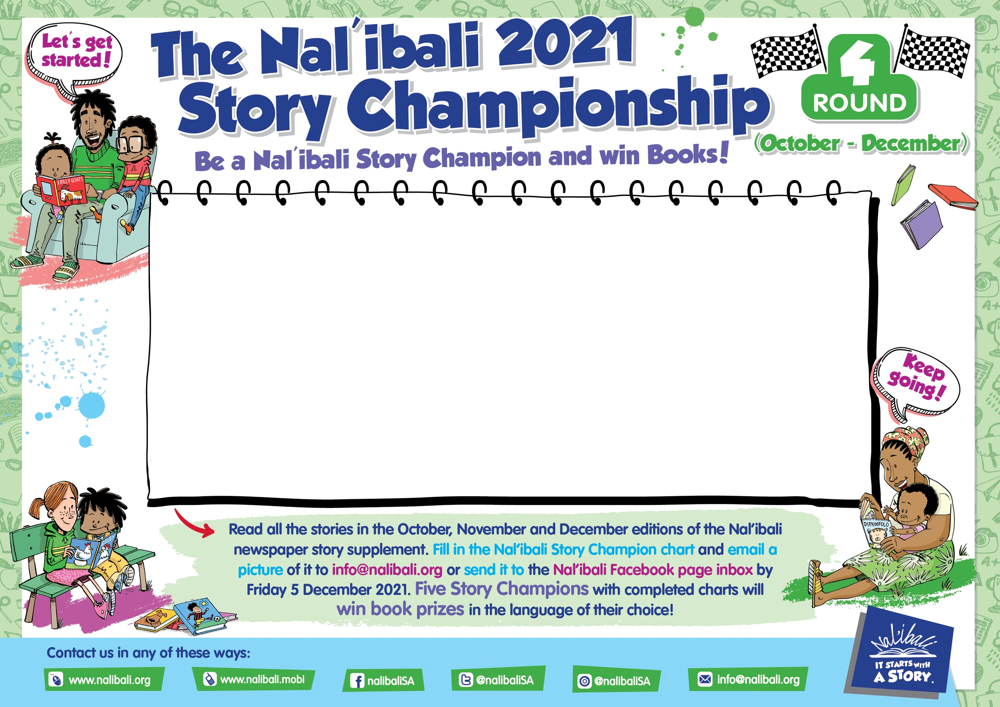 Let's get
started!
The Nal'ibali 2021
Story Championship
Be a Nal'ibali Story Champion and win Books!
4
ROUND
(October - December)
3 BILLY GOATS
Keep
going!
DIPHOOFOLO
EGGY
Read all the stories in the October, November and December editions of the Nal'ibali
newspaper story supplement. Fill in the Nal'ibali Story Champion chart and email a
picture of it to info@nalibali.org or send it to the Nal'ibali Facebook page inbox by
Friday 5 December 2021. Five Story Champions with completed charts will
win book prizes in the language of their choice!
Contact us in any of these ways:
www.nalibali.org
www.nalibali.mobi
nalibaliSA
@nalibaliSA
@nalibaliSA
info@nalibali.org
Nal'ibali
IT STARTS WITH
A STORY.